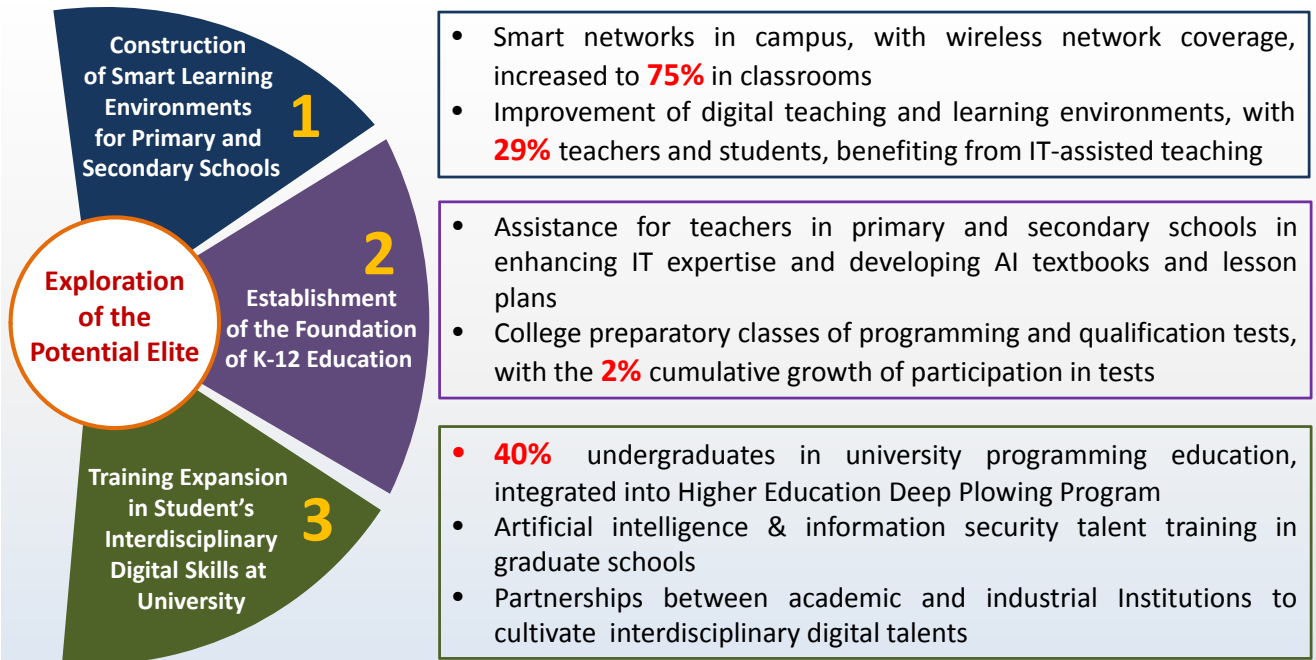 Construction
of Smart Learning
Environments
for Primary and
Secondary Schools
1
• Smart networks in campus, with wireless network coverage,
increased to 75% in classrooms
• Improvement of digital teaching and learning environments, with
29% teachers and students, benefiting from IT-assisted teaching
Exploration
of the
Potential Elite
2
Establishment
of the Foundation
of K-12 Education
• Assistance for teachers in primary and secondary schools in
enhancing IT expertise and developing AI textbooks and lesson
plans
• College preparatory classes of programming and qualification tests,
with the 2% cumulative growth of participation in tests
Training Expansion
in Student's
Interdisciplinary
Digital Skills at
University
3
• 40% undergraduates in university programming education,
integrated into Higher Education Deep Plowing Program
• Artificial intelligence & information security talent training in
graduate schools
• Partnerships between academic and industrial Institutions to
cultivate interdisciplinary digital talents